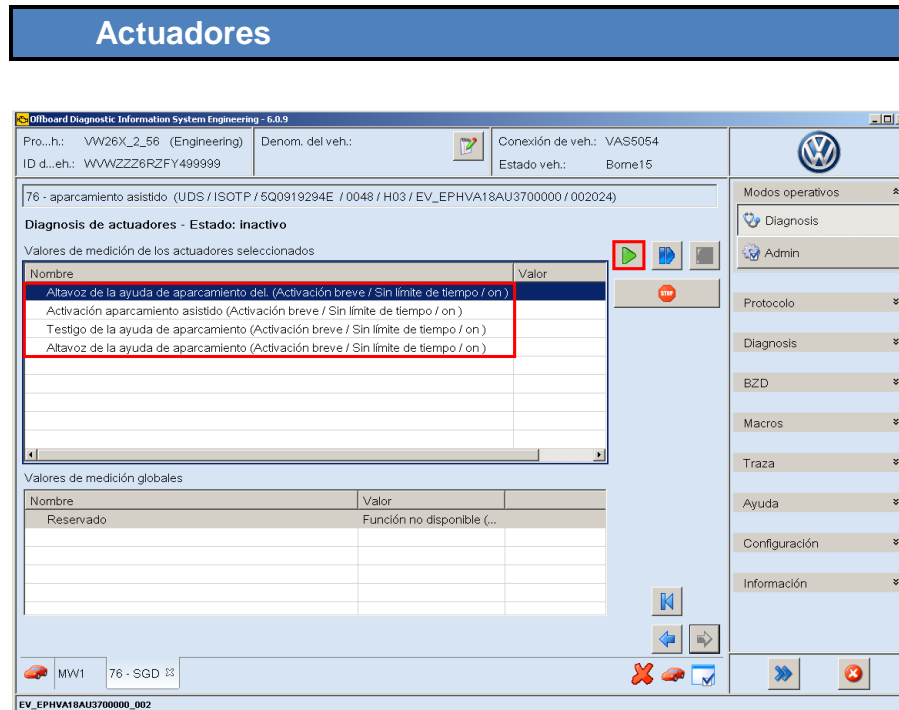 Actuadores
Offboard Diagnostic Information System Engineering - 6.0.9
Pro...h.: VW26X_2_56 (Engineering)
ID d...eh.: WVWZZZ6RZFY499999
Denom. del veh.:
Conexión de veh.: VAS5054
Estado veh.: Borne15
76 - aparcamiento asistido (UDS / ISOTP / 5Q0919294E / 0048 / H03 / EV_EPHVA18AU3700000 / 002024)
Diagnosis de actuadores - Estado: inactivo
Valores de medición de los actuadores seleccionados
Nombre Valor
Altavoz de la ayuda de aparcamiento del. (Activación breve / Sin límite de tiempo / on )
Activación aparcamiento asistido (Activación breve / Sin límite de tiempo / on )
Testigo de la ayuda de aparcamiento (Activación breve / Sin límite de tiempo / on )
Altavoz de la ayuda de aparcamiento (Activación breve / Sin límite de tiempo / on )
STOP
Valores de medición globales
Nombre Valor
Reservado Función no disponible (...
MW1 76 - SGD
EV_EPHVA18AU3700000_002
Modos operativos
Diagnosis
Admin
Protocolo
Diagnosis
BZD
Macros
Traza
Ayuda
Configuración
Información